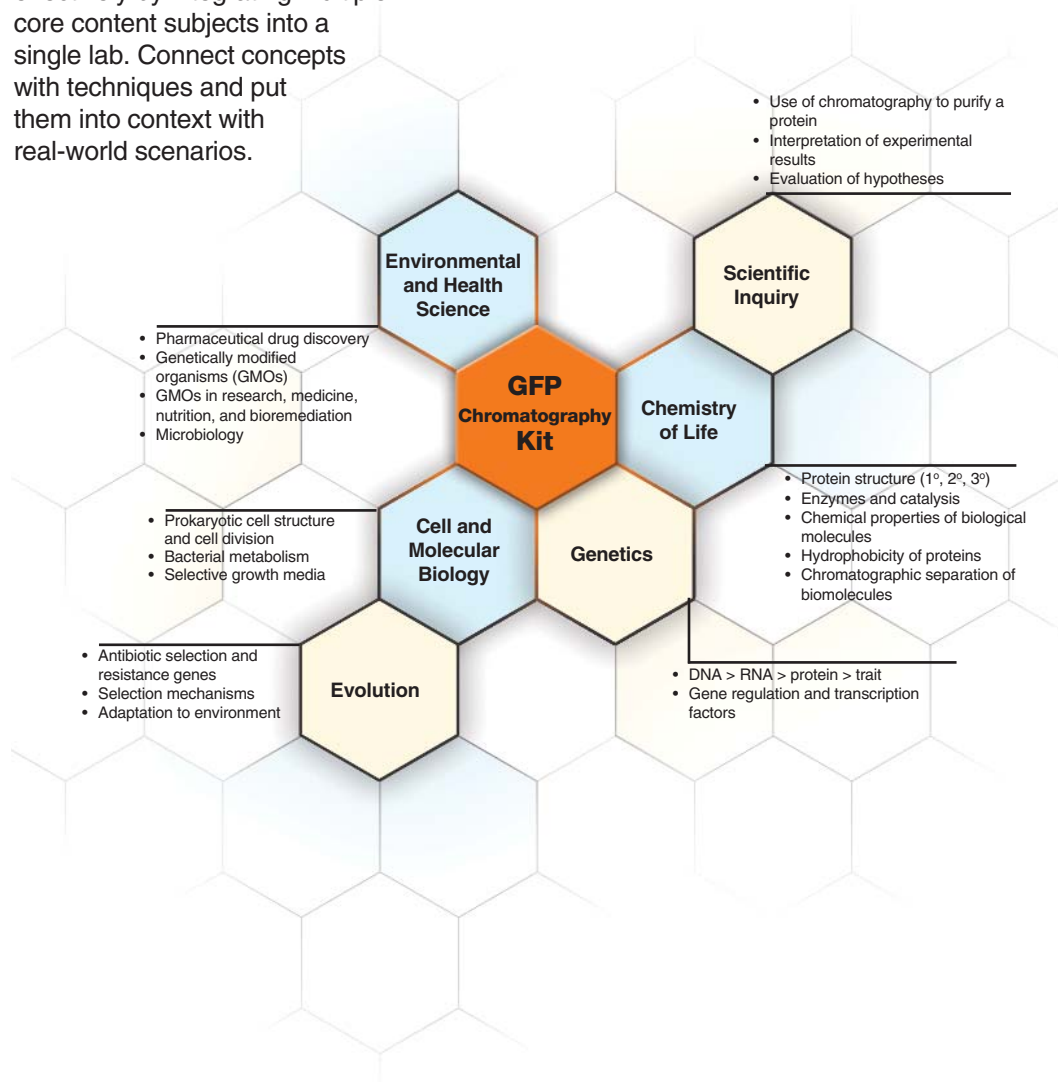 core content subjects into a
single lab. Connect concepts
with techniques and put
them into context with
real-world scenarios.
• Use of chromatography to purify a
protein
• Interpretation of experimental
results
• Evaluation of hypotheses
Environmental
and Health
Science
Scientific
Inquiry
• Pharmaceutical drug discovery
• Genetically modified
organisms (GMOs)
• GMOs in research, medicine,
nutrition, and bioremediation
• Microbiology
GFP
Chromatography
Kit
Chemistry
of Life
• Protein structure (1º, 2º, 3º)
• Enzymes and catalysis
• Chemical properties of biological
molecules
• Hydrophobicity of proteins
• Chromatographic separation of
biomolecules
• Prokaryotic cell structure
and cell division
• Bacterial metabolism
• Selective growth media
Cell and
Molecular
Biology
Genetics
• Antibiotic selection and
resistance genes
• Selection mechanisms
• Adaptation to environment
Evolution
• DNA > RNA > protein > trait
• Gene regulation and transcription
factors